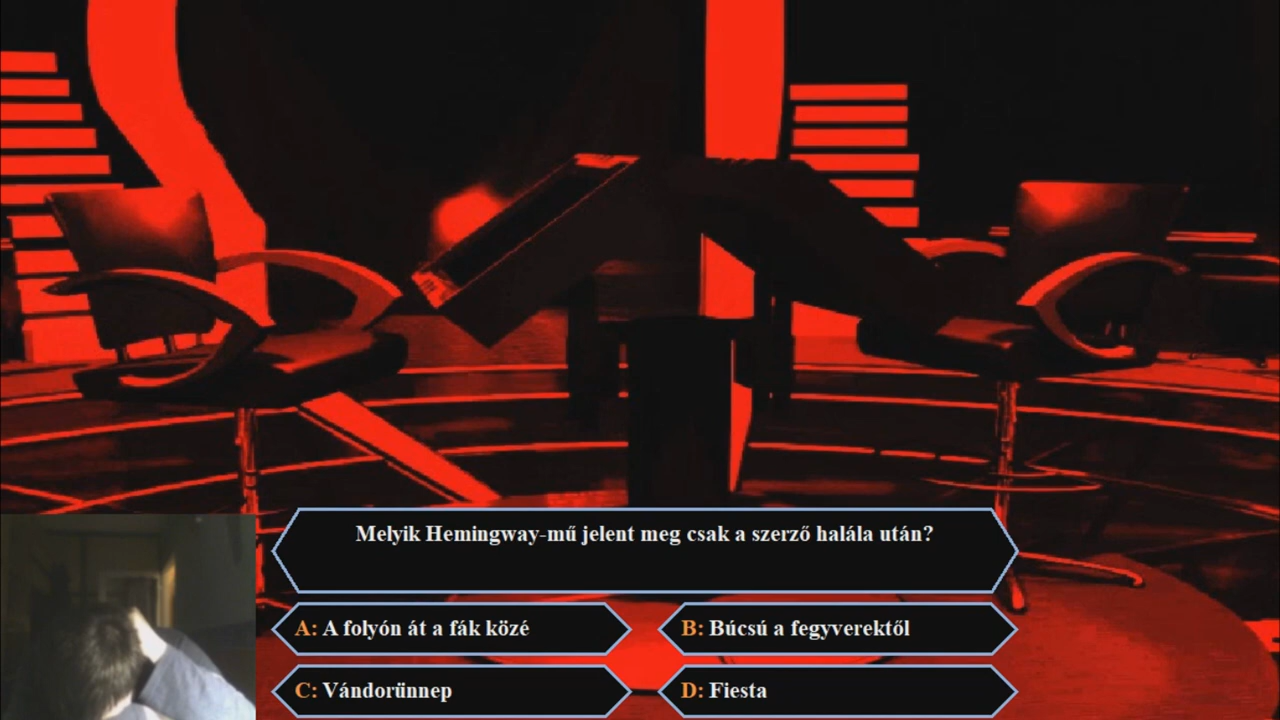 Melyik Hemingway-mű jelent meg csak a szerző halála után?
A: A folyón át a fák közé
B: Búcsú a fegyverektől
C: Vándorünnep
D: Fiesta